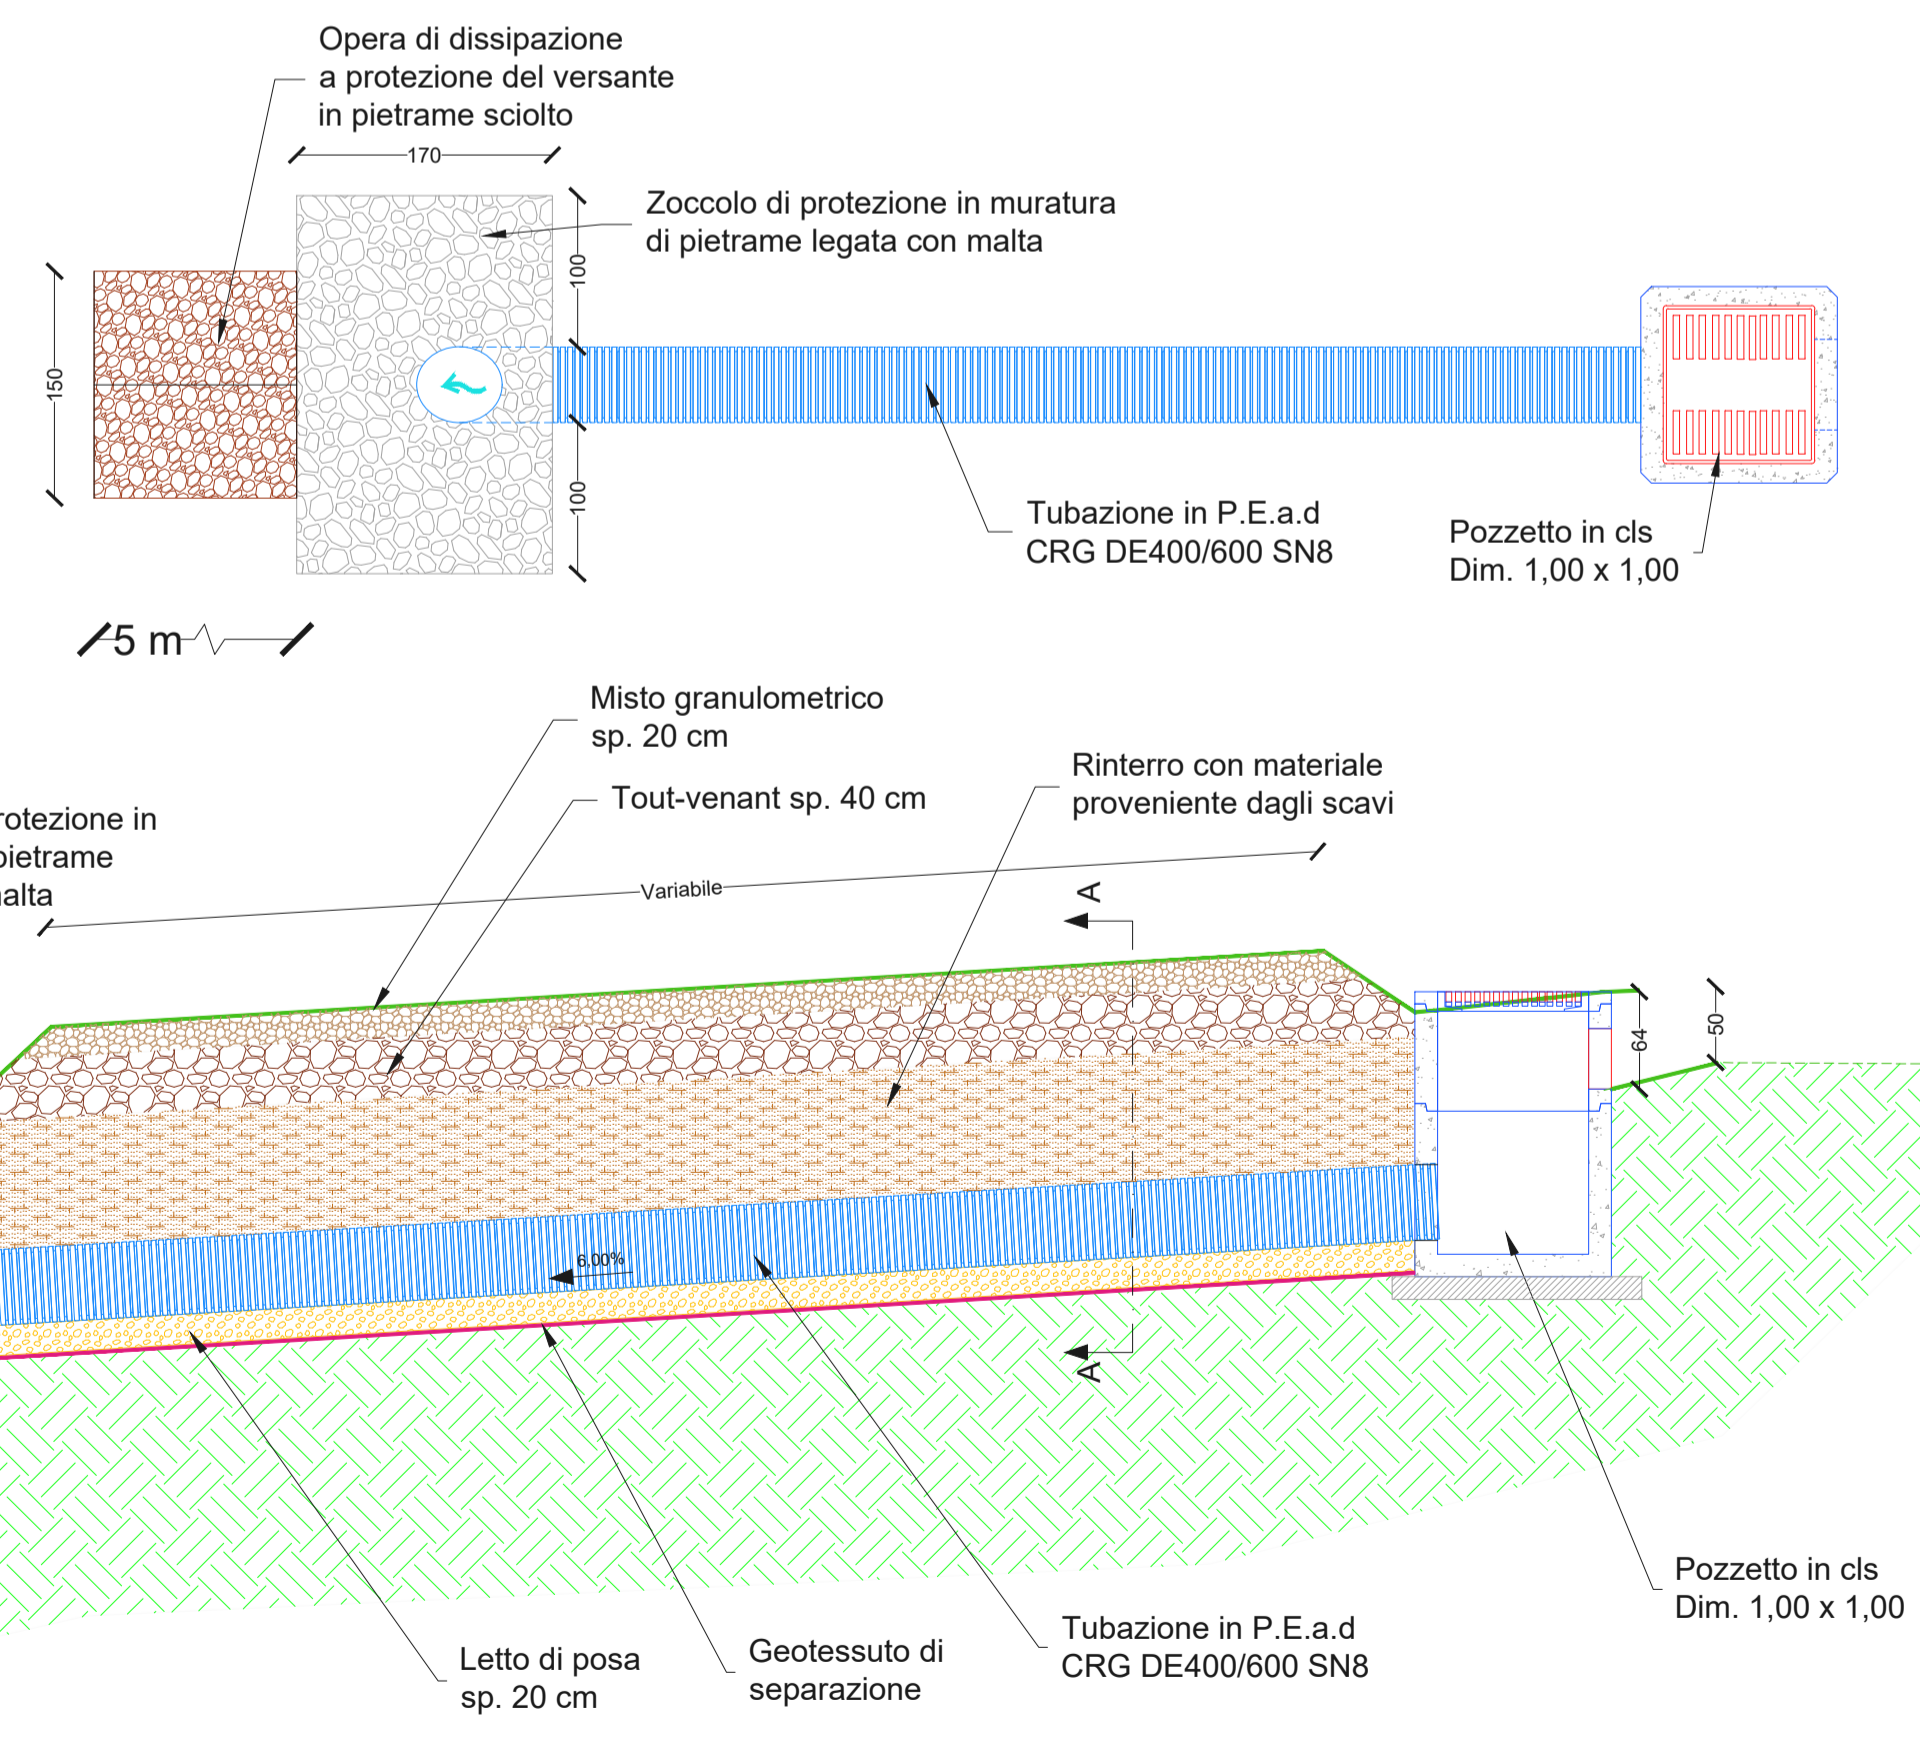 Opera di dissipazione
a protezione del versante
in pietrame sciolto
170
Zoccolo di protezione in muratura
di pietrame legata con malta
100
150
100
Tubazione in P.E.a.d
CRG DE400/600 SN8
Pozzetto in cls
Dim. 1,00 x 1,00
5 m
Misto granulometrico
sp. 20 cm
Tout-venant sp. 40 cm
Rinterro con materiale
proveniente dagli scavi
rotezione in
pietrame
alta
Variabile
A
64
50
6,00%
A
Pozzetto in cls
Dim. 1,00 x 1,00
Tubazione in P.E.a.d
CRG DE400/600 SN8
Geotessuto di
separazione
Letto di posa
sp. 20 cm